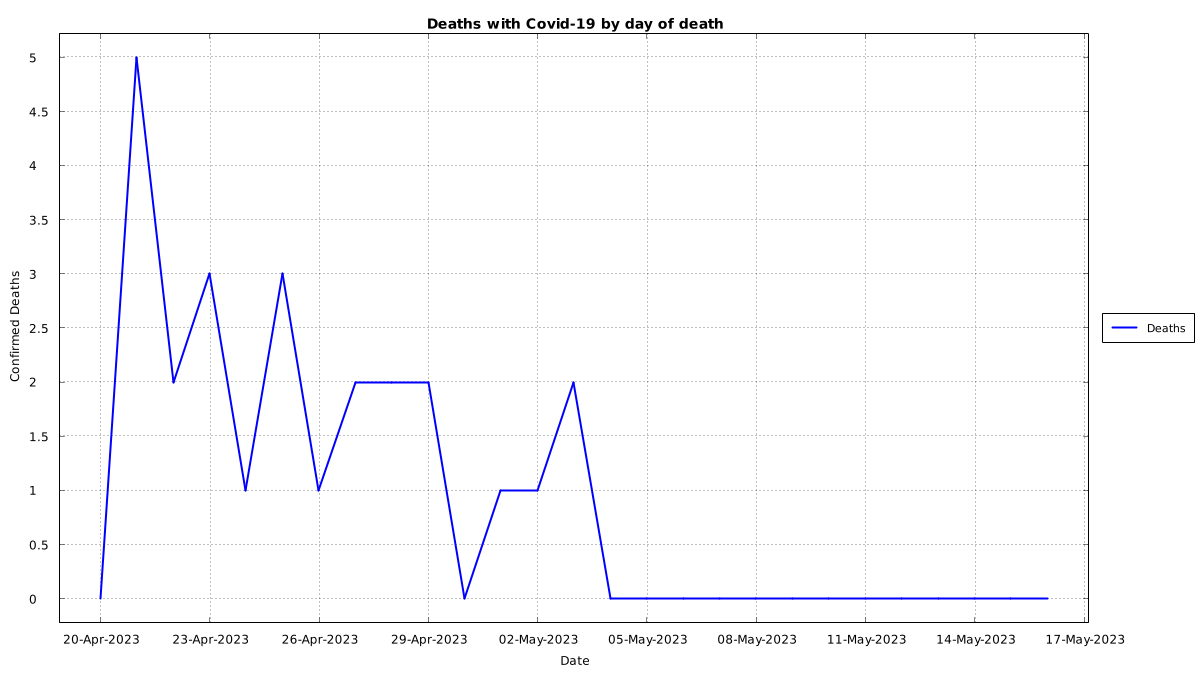 Deaths with Covid-19 by day of death
Confirmed Deaths
5
4.5
4
3.5
3
2.5
2
1.5
1
0.5
0
20-Apr-2023 23-Apr-2023 26-Apr-2023 29-Apr-2023 02-May-2023 05-May-2023 08-May-2023 11-May-2023 14-May-2023 17-May-2023
Date
Deaths